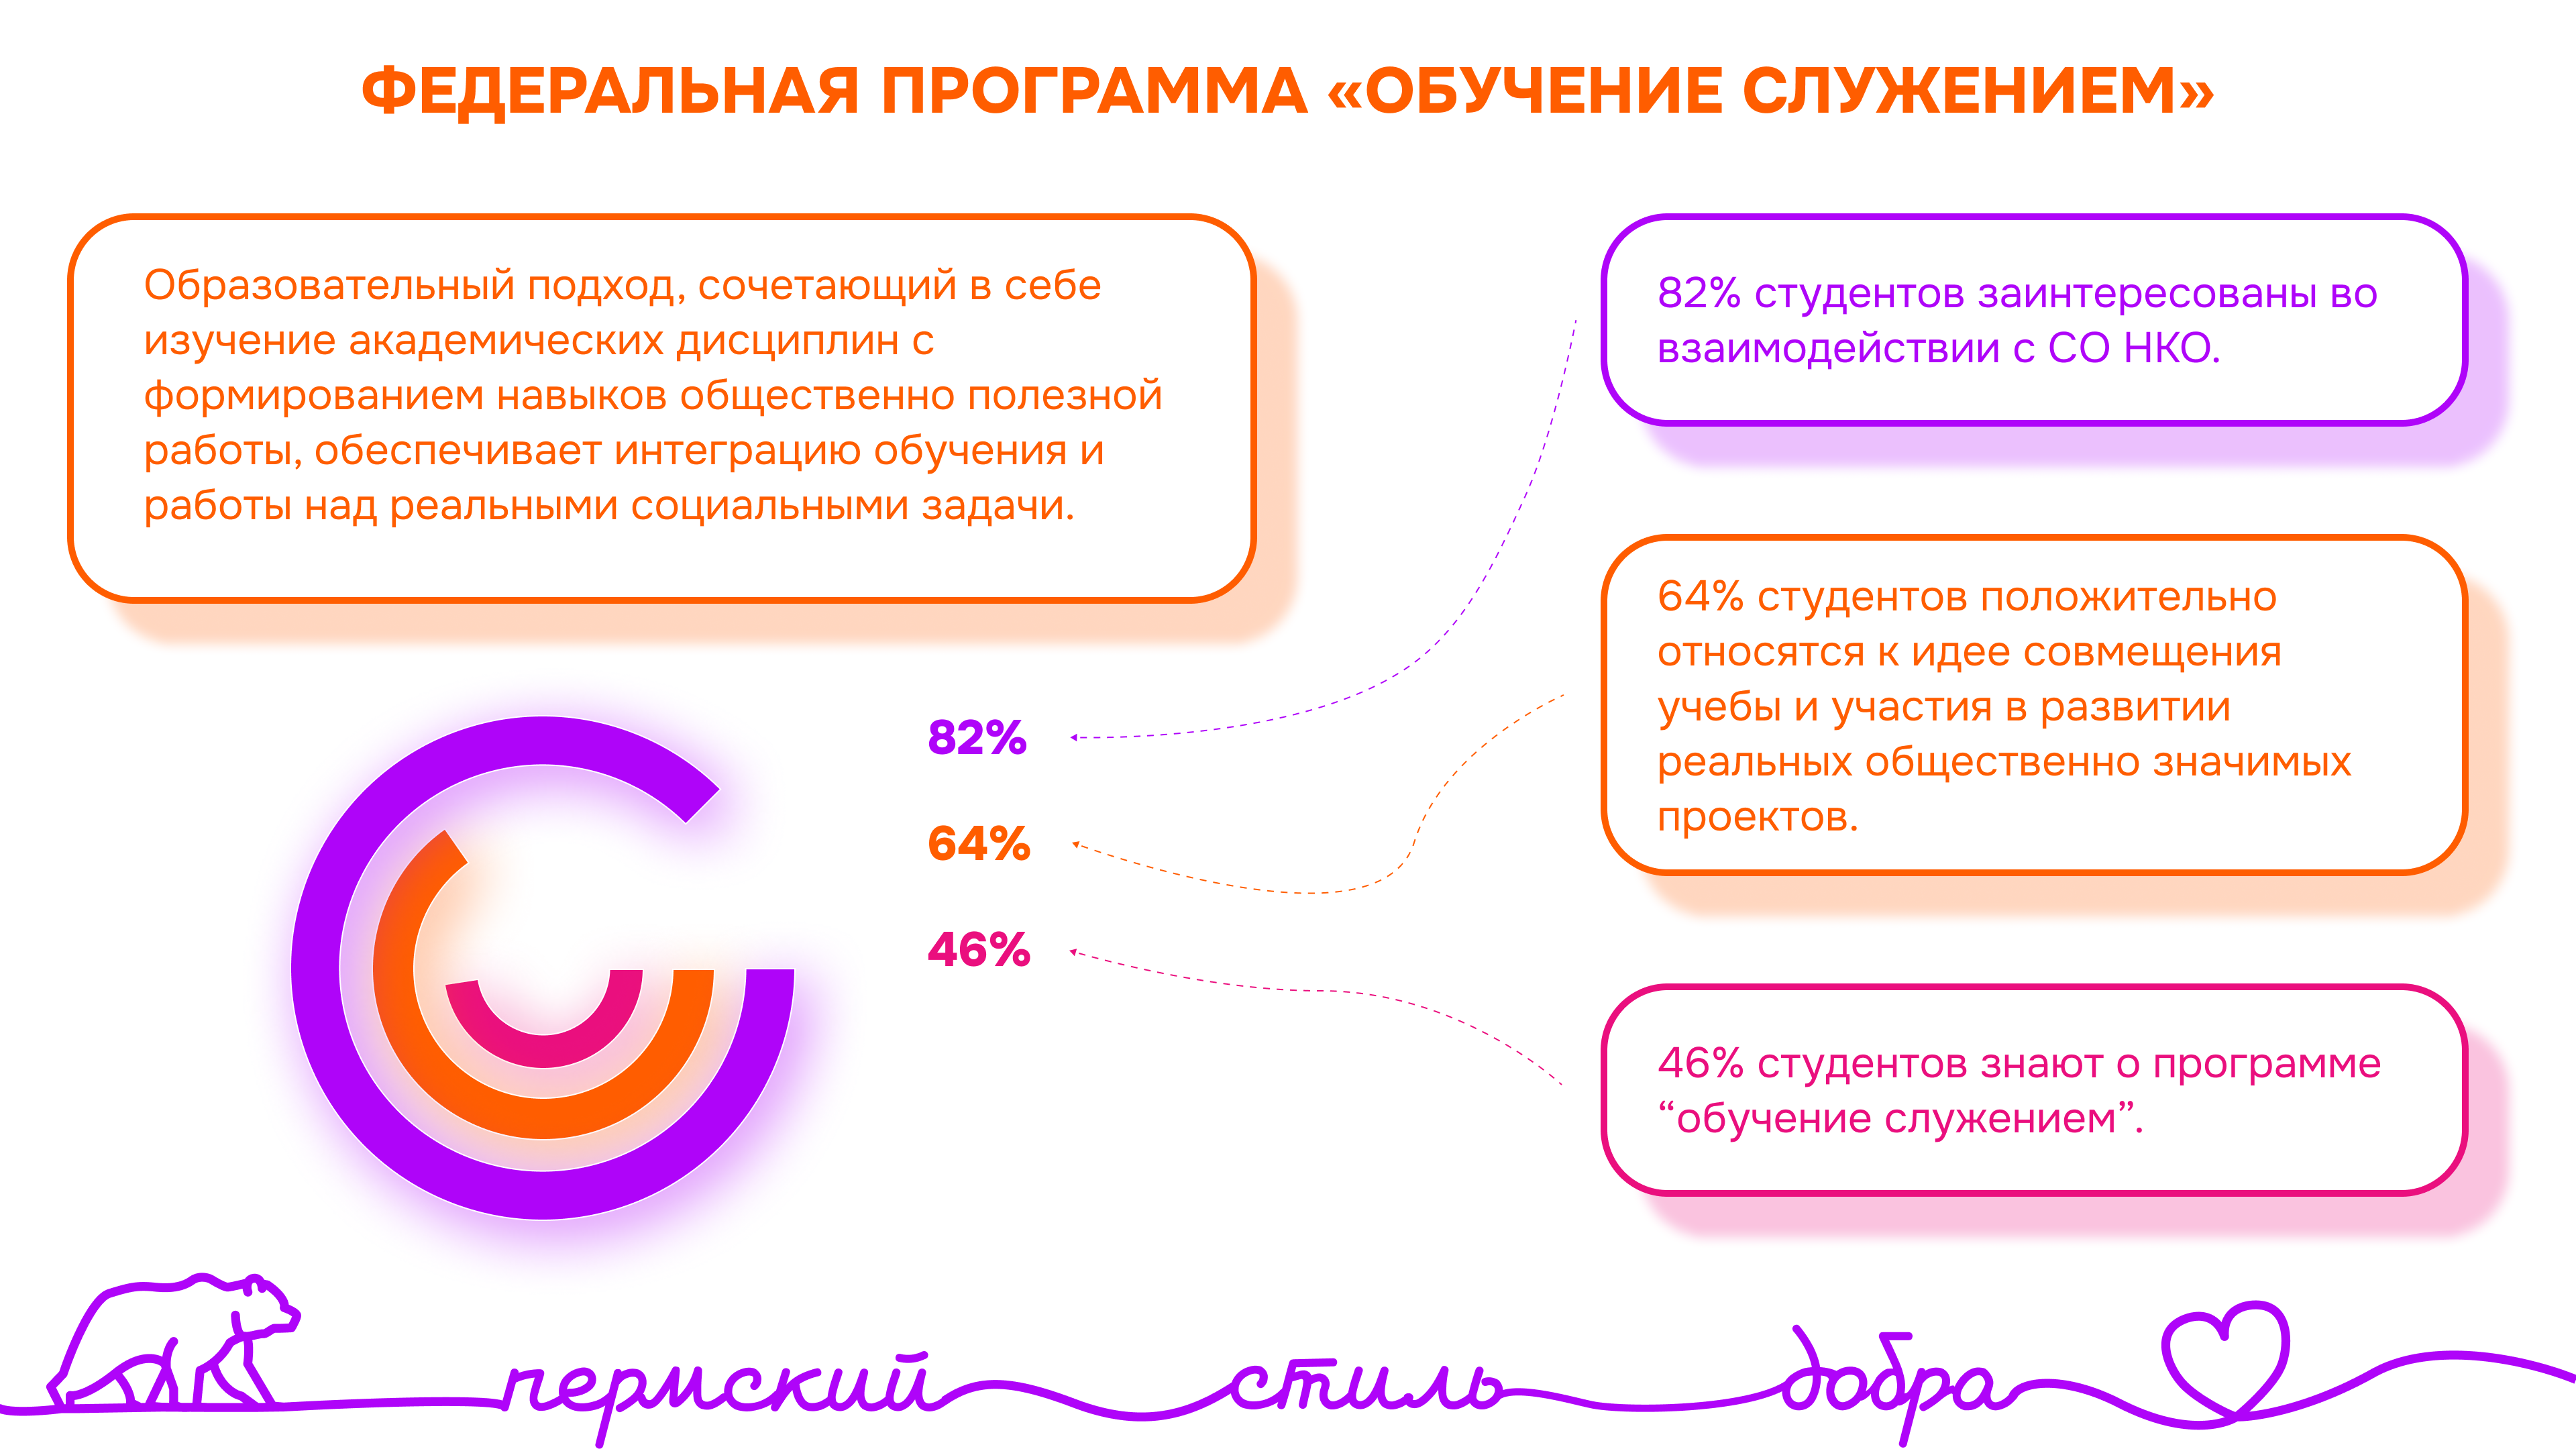 ФЕДЕРАЛЬНАЯ ПРОГРАММА «ОБУЧЕНИЕ СЛУЖЕНИЕМ»
Образовательный подход, сочетающий в себе
изучение академических дисциплин с
формированием навыков общественно полезной
работы, обеспечивает интеграцию обучения и
работы над реальными социальными задачи.
82% студентов заинтересованы во
взаимодействии с СО НКО.
64% студентов положительно
относятся к идее совмещения
учебы и участия в развитии
реальных общественно значимых
проектов.
46% студентов знают о программе
“обучение служением”.
82%
64%
46%
пермский стиль добра